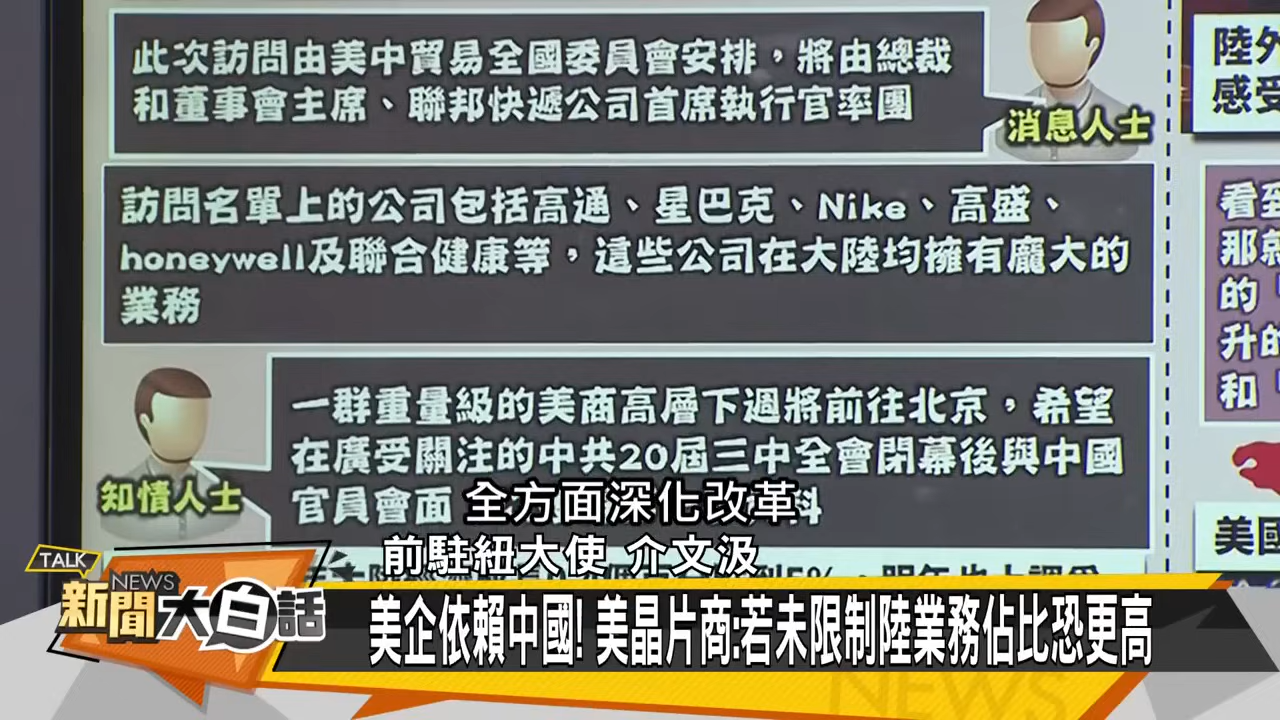 此次訪問由美中貿易全國委員會安排，將由總裁
和董事會主席、聯邦快遞公司首席執行官率團
消息人士
訪問名單上的公司包括高通、星巴克、Nike、高盛、
honeywell及聯合健康等，這些公司在大陸均擁有龐大的
業務
一群重量級的美商高層下週將前往北京，希望
在廣受關注的中共20屆三中全會閉幕後與中國
官員會面
知情人士
陸外
感受
看到
那就
的
升的
和
美國
全方面深化改革
前駐紐大使 介文汲
TALK
NEWS
新聞大白話
美企依賴中國! 美晶片商:若未限制陸業務佔比恐更高
NEWS